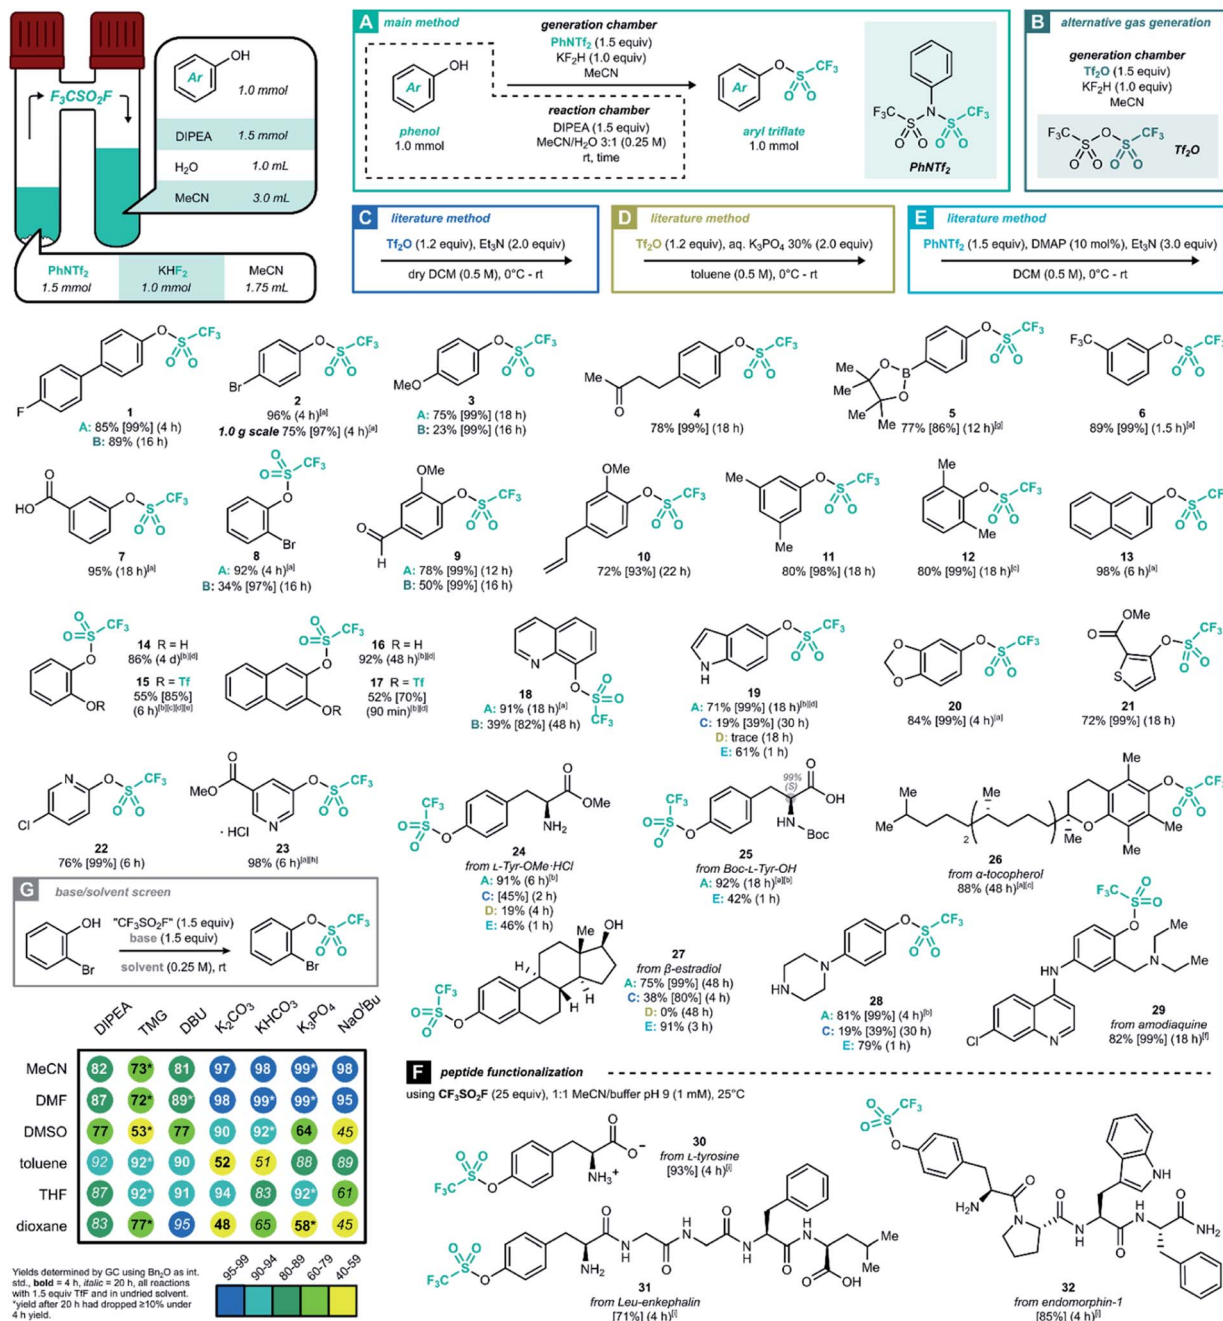 OH
Ar
1.0 mmol
F₃CSO₂F
DIPEA 1.5 mmol
H₂O 1.0 mL
MeCN 3.0 mL
PhNTf₂ KHF₂ MeCN
1.5 mmol 1.0 mmol 1.75 mL
A main method
generation chamber
PhNTf₂ (1.5 equiv)
KF₂H (1.0 equiv)
MeCN
reaction chamber
DIPEA (1.5 equiv)
MeCN/H₂O 3:1 (0.25 M)
rt, time
phenol
1.0 mmol
aryl triflate
1.0 mmol
PhNTf₂
B alternative gas generation
generation chamber
Tf₂O (1.5 equiv)
KF₂H (1.0 equiv)
MeCN
Tf₂O
C literature method
Tf₂O (1.2 equiv), Et₃N (2.0 equiv)
dry DCM (0.5 M), 0°C - rt
D literature method
Tf₂O (1.2 equiv), aq. K₃PO₄ 30% (2.0 equiv)
toluene (0.5 M), 0°C - rt
E literature method
PhNTf₂ (1.5 equiv), DMAP (10 mol%), Et₃N (3.0 equiv)
DCM (0.5 M), 0°C - rt
1
A: 85% [99%] (4 h)
B: 89% (16 h)
2
96% (4 h)[a]
1.0 g scale 75% [97%] (4 h)[a]
3
A: 75% [99%] (18 h)
B: 23% [99%] (16 h)
4
78% [99%] (18 h)
5
77% [86%] (12 h)[g]
6
89% [99%] (1.5 h)[a]
7
95% (18 h)[a]
8
A: 92% (4 h)[a]
B: 34% [97%] (16 h)
9
A: 78% [99%] (12 h)
B: 50% [99%] (16 h)
10
72% [93%] (22 h)
11
80% [98%] (18 h)
12
80% [99%] (18 h)[c]
13
98% (6 h)[a]
14 R = H
86% (4 d)[b][d]
15 R = Tf
55% [85%]
(6 h)[b][c][d][e]
16 R = H
92% (48 h)[b][d]
17 R = Tf
52% [70%]
(90 min)[b][d]
18
A: 91% (18 h)[a]
B: 39% [82%] (48 h)
19
A: 71% [99%] (18 h)[b][d]
C: 19% [39%] (30 h)
D: trace (18 h)
E: 61% (1 h)
20
84% [99%] (4 h)[a]
21
72% [99%] (18 h)
22
76% [99%] (6 h)
· HCl
23
98% (6 h)[a][h]
24
from L-Tyr-OMe·HCl
A: 91% (6 h)[b]
C: [45%] (2 h)
D: 19% (4 h)
E: 46% (1 h)
99%
(S)
25
from Boc-L-Tyr-OH
A: 92% (18 h)[a][b]
E: 42% (1 h)
26
from α-tocopherol
88% (48 h)[a][c]
27
from β-estradiol
A: 75% [99%] (48 h)
C: 38% [80%] (4 h)
D: 0% (48 h)
E: 91% (3 h)
28
A: 81% [99%] (4 h)[b]
C: 19% [39%] (30 h)
E: 79% (1 h)
29
from amodiaquine
82% [99%] (18 h)[f]
G base/solvent screen
"CF₃SO₂F" (1.5 equiv)
base (1.5 equiv)
solvent (0.25 M), rt
DIPEA TMG DBU K₂CO₃ KHCO₃ K₃PO₄ NaOᵗBu
MeCN 82 73* 81 97 98 99* 98
DMF 87 72* 89* 98 99* 99* 95
DMSO 77 53* 77 90 92* 64 45
toluene 92 92* 90 52 51 88 89
THF 87 92* 91 94 83 92* 61
dioxane 83 77* 95 48 65 58* 45
Yields determined by GC using Bn₂O as int.
std., bold = 4 h, italic = 20 h, all reactions
with 1.5 equiv TfF and in undried solvent.
*yield after 20 h had dropped ≥10% under
4 h yield.
95-99 90-94 80-89 60-79 40-59
F peptide functionalization
using CF₃SO₂F (25 equiv), 1:1 MeCN/buffer pH 9 (1 mM), 25°C
30
from L-tyrosine
[93%] (4 h)[i]
31
from Leu-enkephalin
[71%] (4 h)[i]
32
from endomorphin-1
[85%] (4 h)[j]